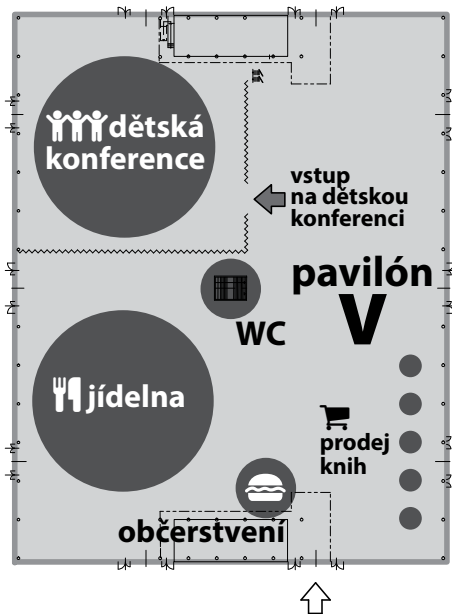 dětská
konference
vstup
na dětskou
konferenci
pavilón
V
WC
jídelna
prodej
knih
občerstvení